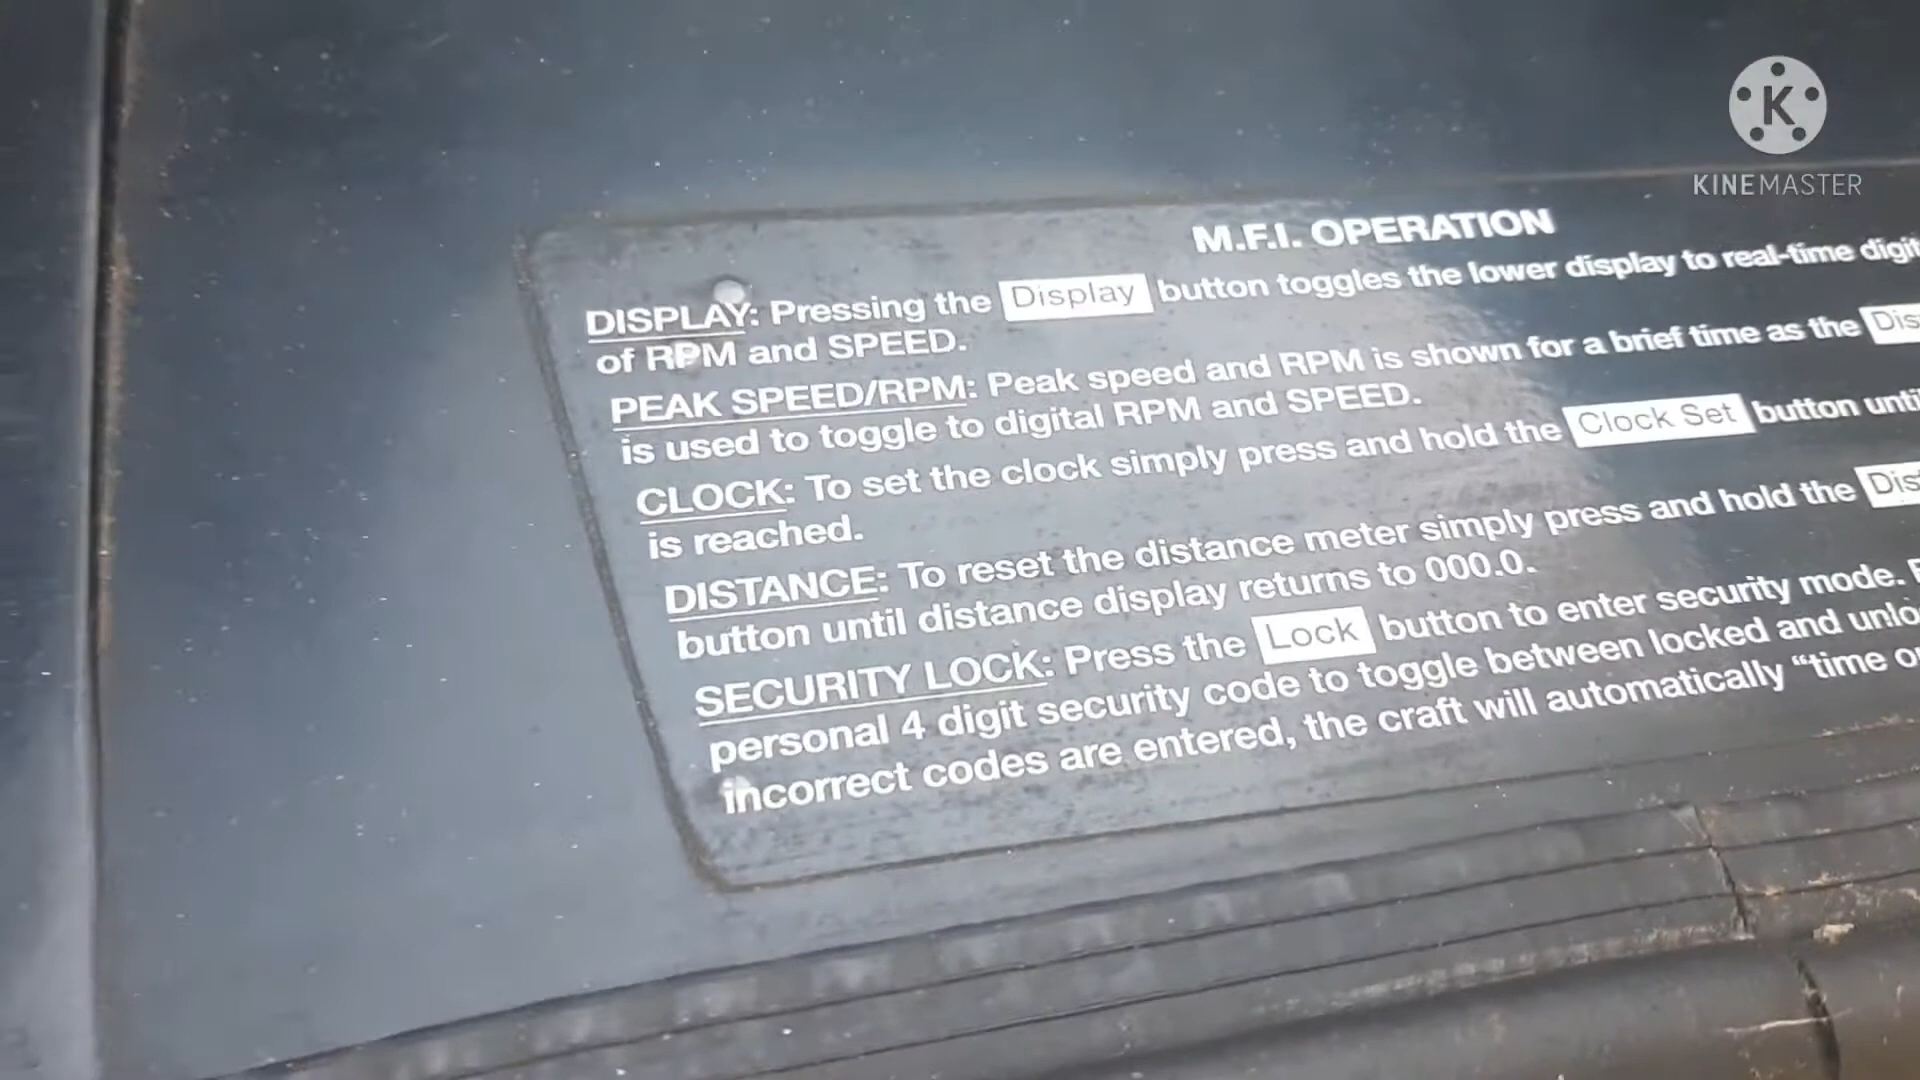 K
KINEMASTER
M.F.I. OPERATION
DISPLAY: Pressing the Display button toggles the lower display to real-time
of RPM and SPEED.
PEAK SPEED/RPM: Peak speed and RPM is shown for a brief time as the
is used to toggle to digital RPM and SPEED.
CLOCK: To set the clock simply press and hold the Clock Set button
is reached.
DISTANCE: To reset the distance meter simply press and hold the
button until distance display returns to 000.0.
SECURITY LOCK: Press the Lock button to enter security mode.
personal 4 digit security code to toggle between locked and
incorrect codes are entered, the craft will automatically “time